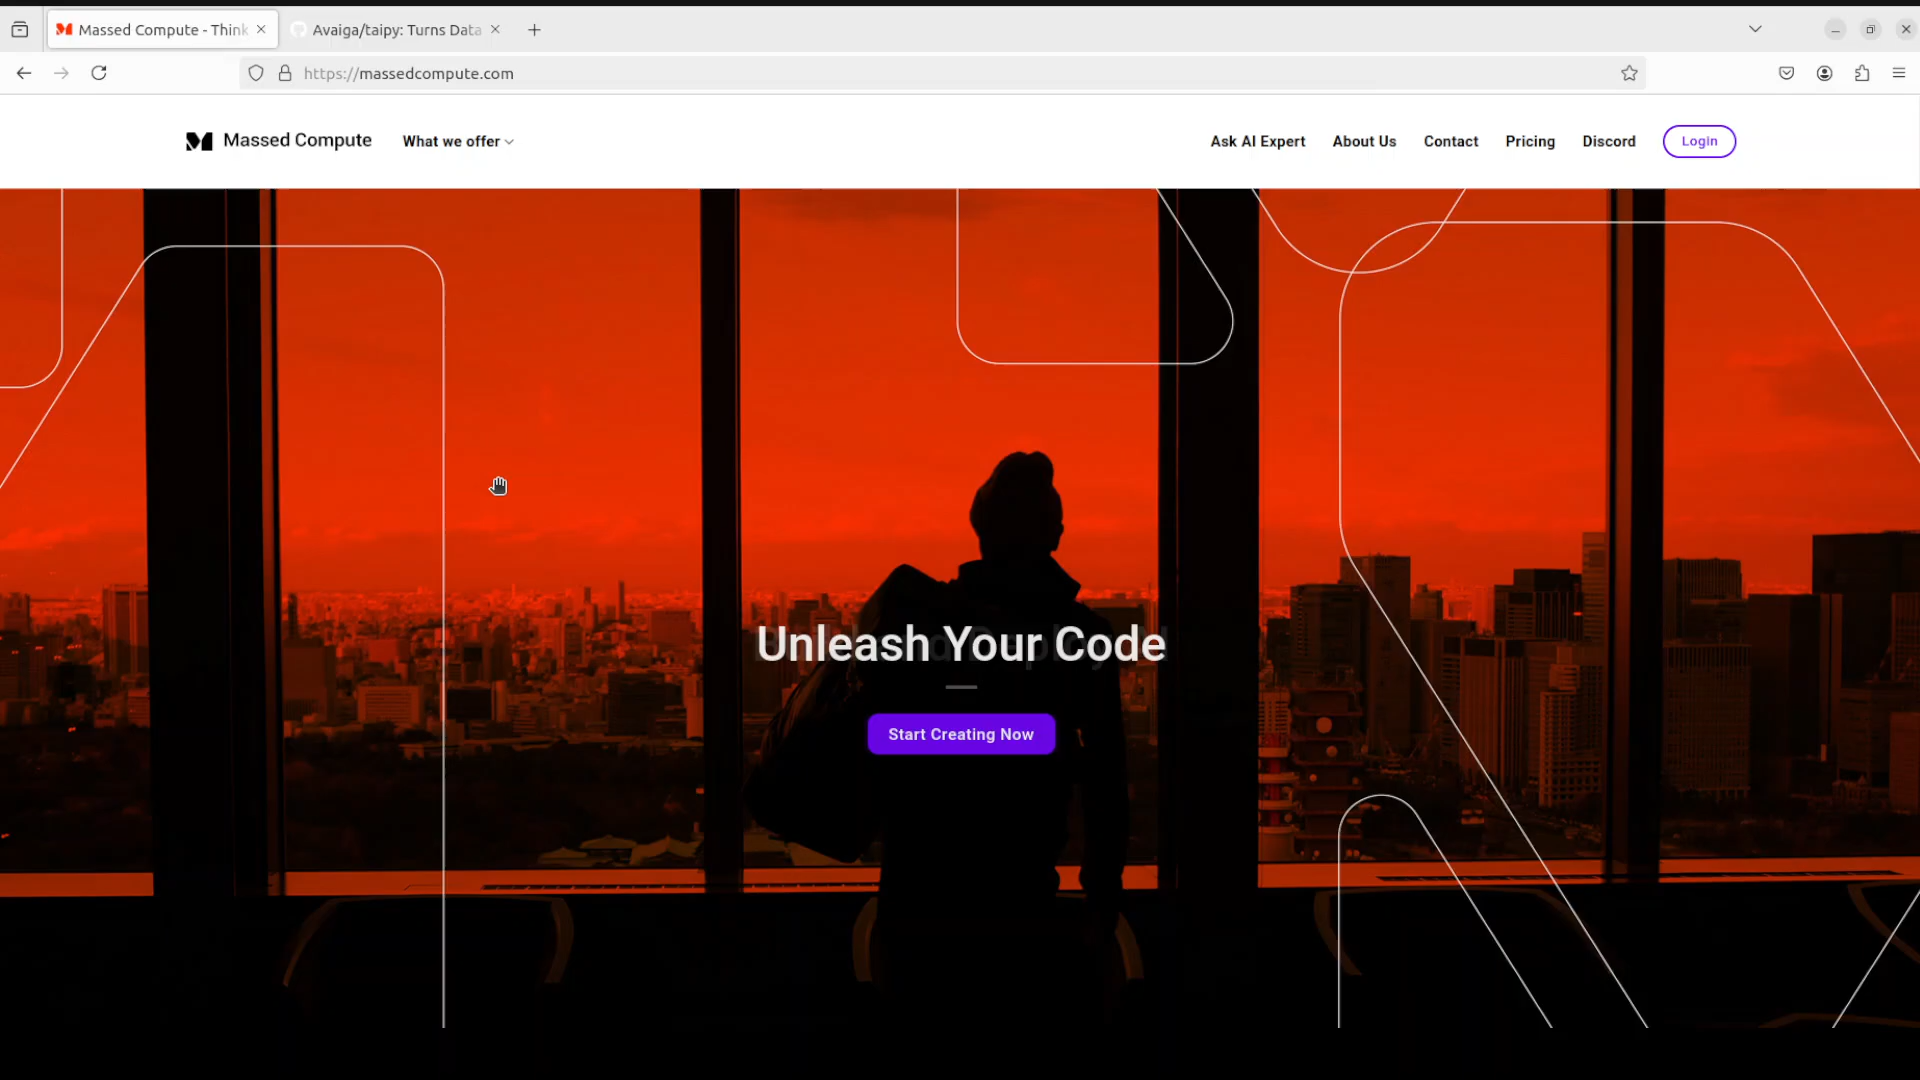 Massed Compute - Think
Avaiga/taipy: Turns Data
https://massedcompute.com
Massed Compute
What we offer
Ask AI Expert
About Us
Contact
Pricing
Discord
Login
Unleash Your Code
Start Creating Now